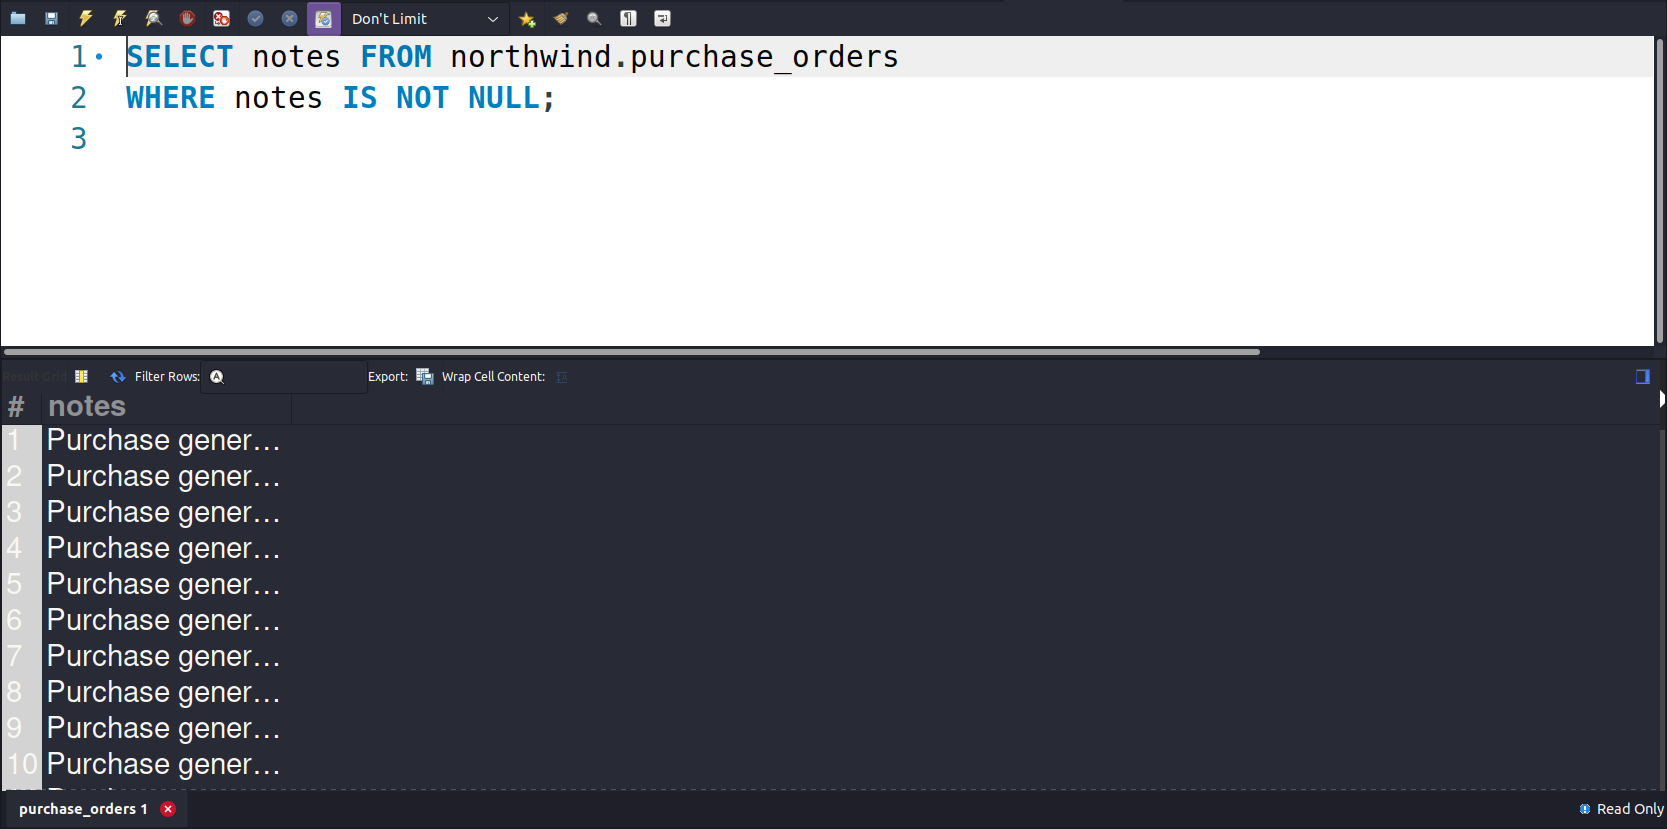 Don't Limit
1 SELECT notes FROM northwind.purchase_orders
2 WHERE notes IS NOT NULL;
3
Result Grid Filter Rows: Export: Wrap Cell Content:
# notes
1 Purchase gener...
2 Purchase gener...
3 Purchase gener...
4 Purchase gener...
5 Purchase gener...
6 Purchase gener...
7 Purchase gener...
8 Purchase gener...
9 Purchase gener...
10 Purchase gener...
purchase_orders 1 Read Only